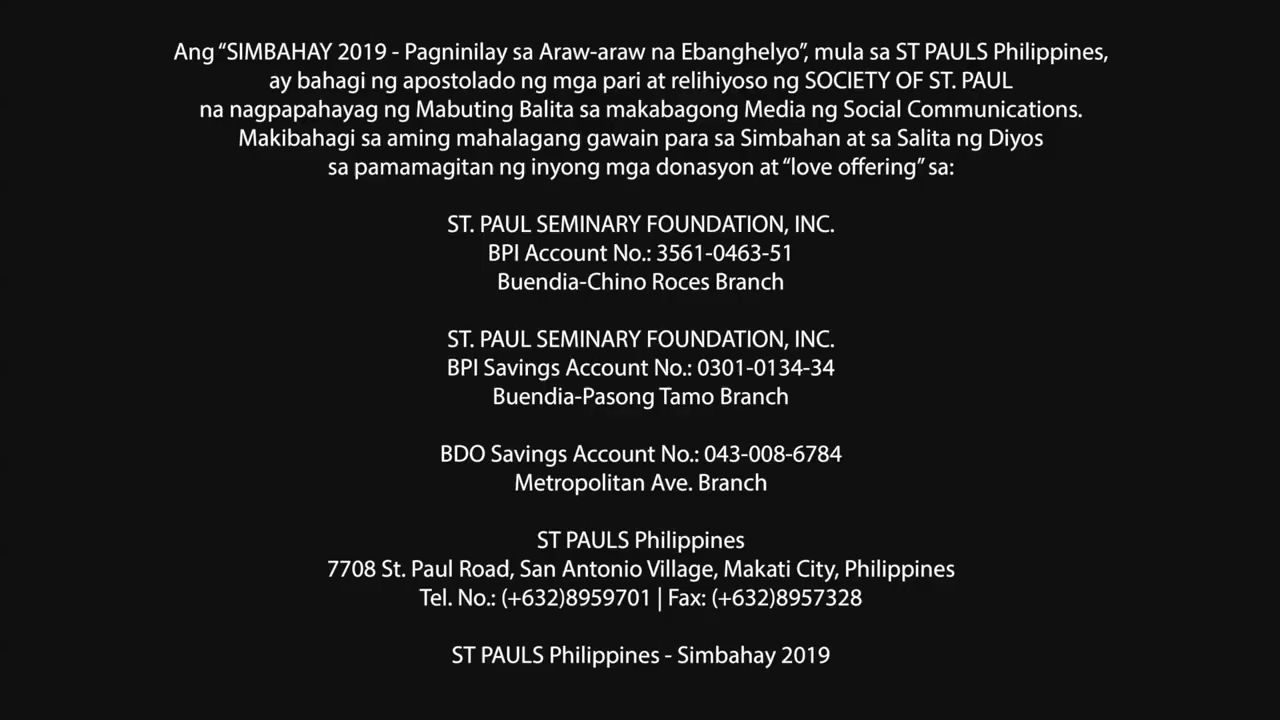 Ang “SIMBAHAY 2019 - Pagninilay sa Araw-araw na Ebanghelyo”, mula sa ST PAULS Philippines,
ay bahagi ng apostolado ng mga pari at relihiyoso ng SOCIETY OF ST. PAUL
na nagpapahayag ng Mabuting Balita sa makabagong Media ng Social Communications.
Makibahagi sa aming mahalagang gawain para sa Simbahan at sa Salita ng Diyos
sa pamamagitan ng inyong mga donasyon at “love offering” sa:
ST. PAUL SEMINARY FOUNDATION, INC.
BPI Account No.: 3561-0463-51
Buendia-Chino Roces Branch
ST. PAUL SEMINARY FOUNDATION, INC.
BPI Savings Account No.: 0301-0134-34
Buendia-Pasong Tamo Branch
BDO Savings Account No.: 043-008-6784
Metropolitan Ave. Branch
ST PAULS Philippines
7708 St. Paul Road, San Antonio Village, Makati City, Philippines
Tel. No.: (+632)8959701 | Fax: (+632)8957328
ST PAULS Philippines - Simbahay 2019